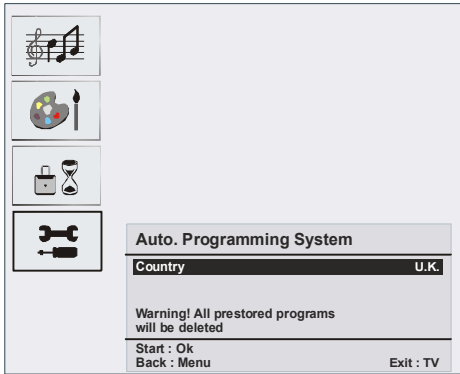 Auto. Programming System
Country U.K.
Warning! All prestored programs
will be deleted
Start : Ok
Back : Menu Exit : TV